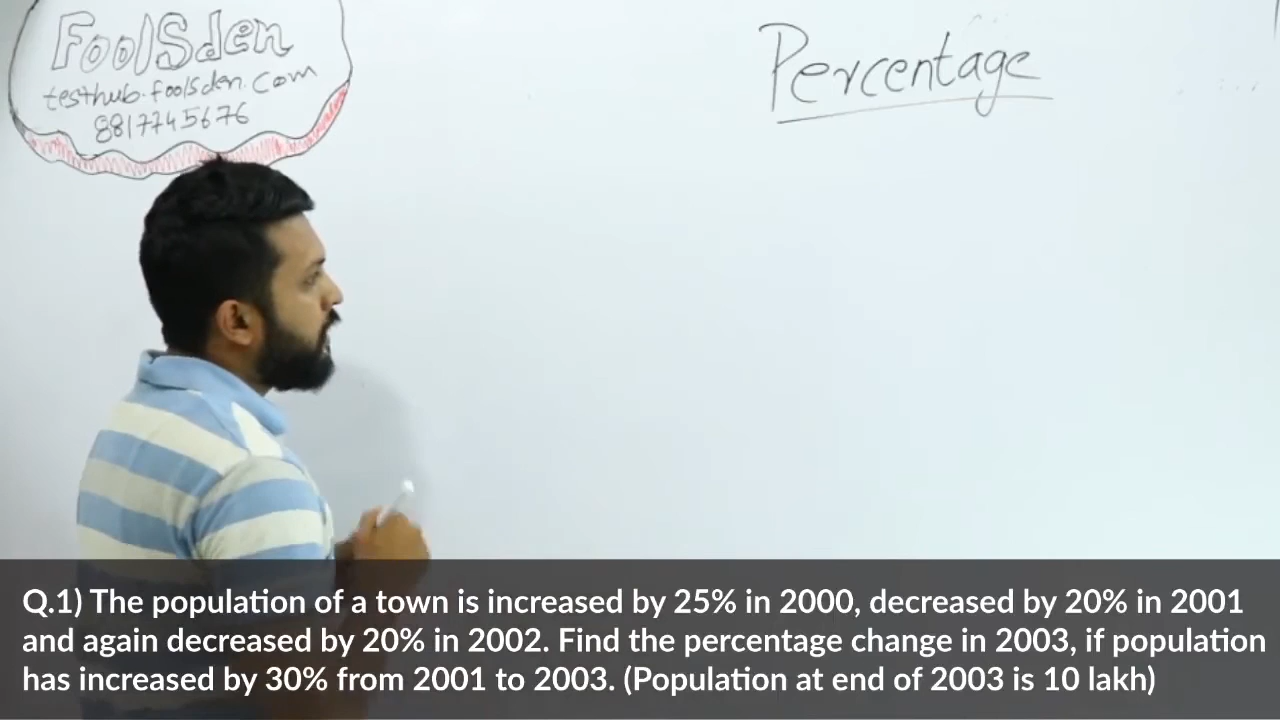 FoolSden
testhub.foolsden.com
8817745676
Percentage
Q.1) The population of a town is increased by 25% in 2000, decreased by 20% in 2001
and again decreased by 20% in 2002. Find the percentage change in 2003, if population
has increased by 30% from 2001 to 2003. (Population at end of 2003 is 10 lakh)